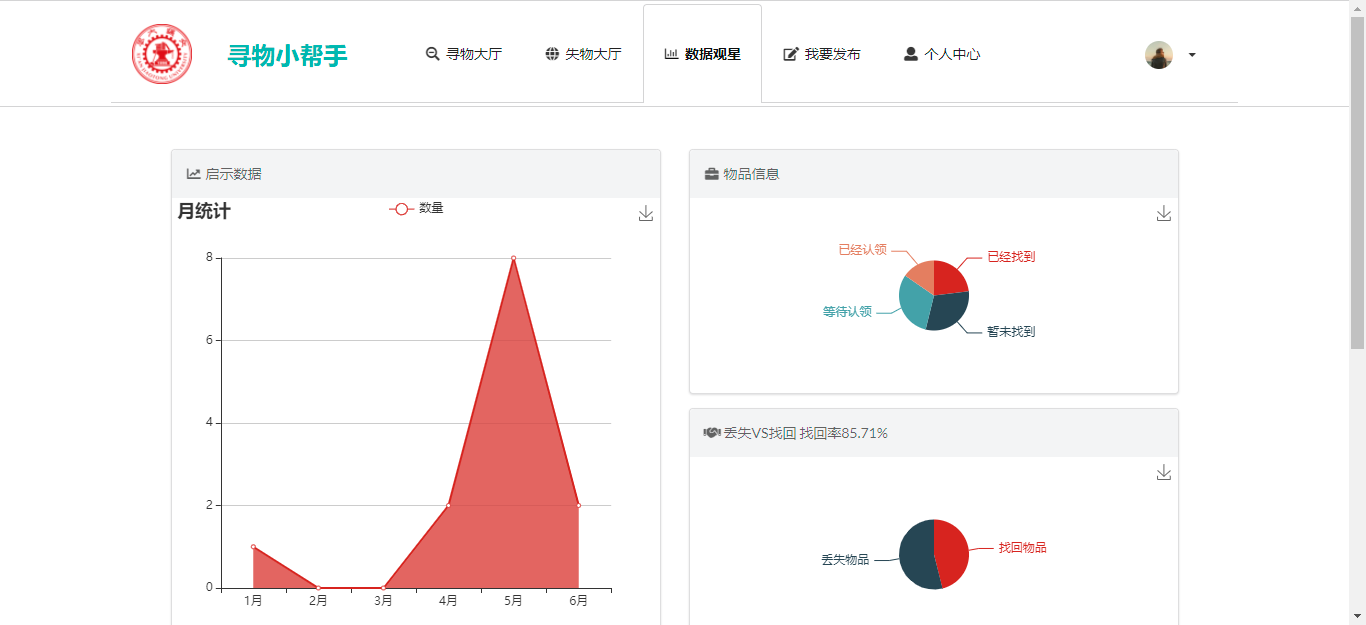 寻物小帮手
寻物大厅
失物大厅
数据观星
我要发布
个人中心
启示数据
月统计
数量
8
6
4
2
0
1月 2月 3月 4月 5月 6月
物品信息
已经认领
已经找到
等待认领
暂未找到
丢失VS找回 找回率85.71%
找回物品
丢失物品